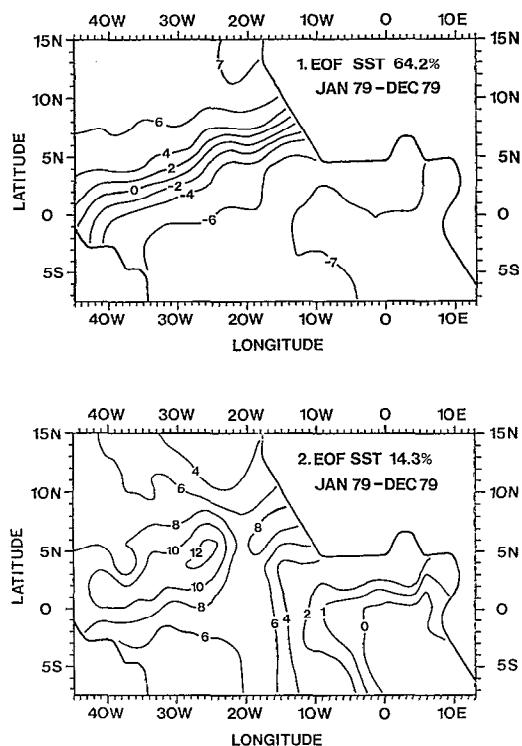 40W 30W 20W 10W 0 10E
15N 15N
7
1. EOF SST 64.2%
JAN 79 – DEC 79
10N 10N
6
4
5N 5N
2
0
-2
-4
0 0
-6
-7
5S 5S
LATITUDE
40W 30W 20W 10W 0 10E
LONGITUDE
40W 30W 20W 10W 0 10E
15N 15N
2. EOF SST 14.3%
4
JAN 79 – DEC 79
6
10N 10N
8 8
10
12
5N 5N
10
8
0 0
6 4 2 1 0
6
5S 5S
LATITUDE
40W 30W 20W 10W 0 10E
LONGITUDE